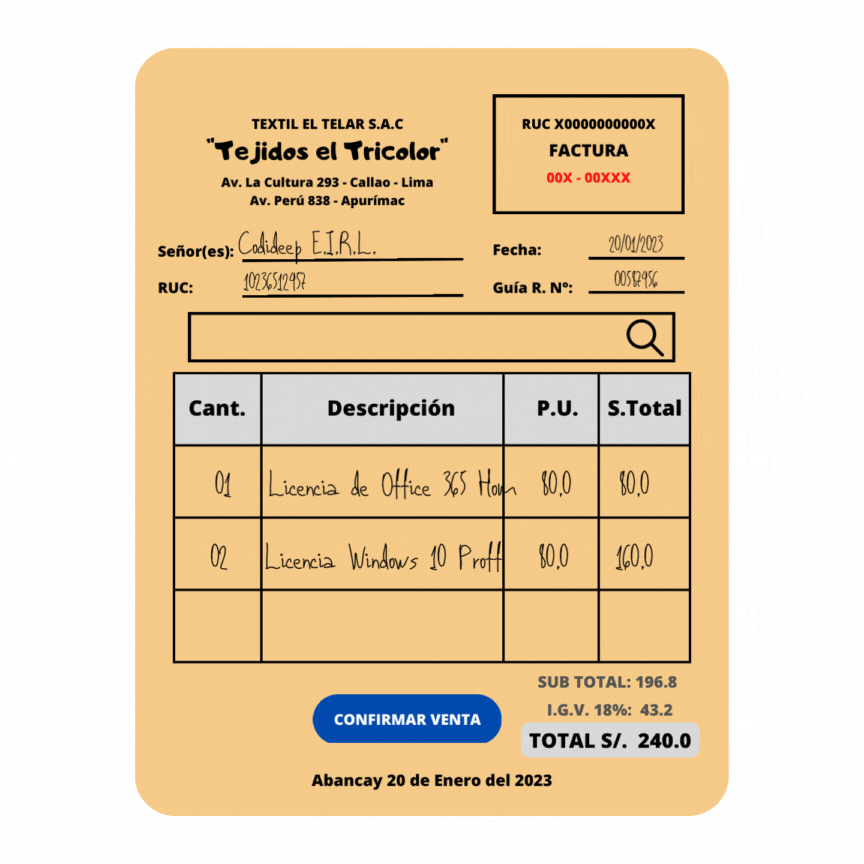 TEXTIL EL TELAR S.A.C
"Tejidos el Tricolor"
Av. La Cultura 293 - Callao - Lima
Av. Perú 838 - Apurímac
RUC X0000000000X
FACTURA
00X - 00XXX
Señor(es): Codideep E.I.R.L.
Fecha: 20/01/2023
RUC: 10236512457
Guía R. Nº: 00587456
Cant. Descripción P.U. S.Total
01 Licencia de Office 365 Hom 80,0 80,0
02 Licencia Windows 10 Proff 80,0 160,0
SUB TOTAL: 196.8
I.G.V. 18%: 43.2
CONFIRMAR VENTA
TOTAL S/. 240.0
Abancay 20 de Enero del 2023